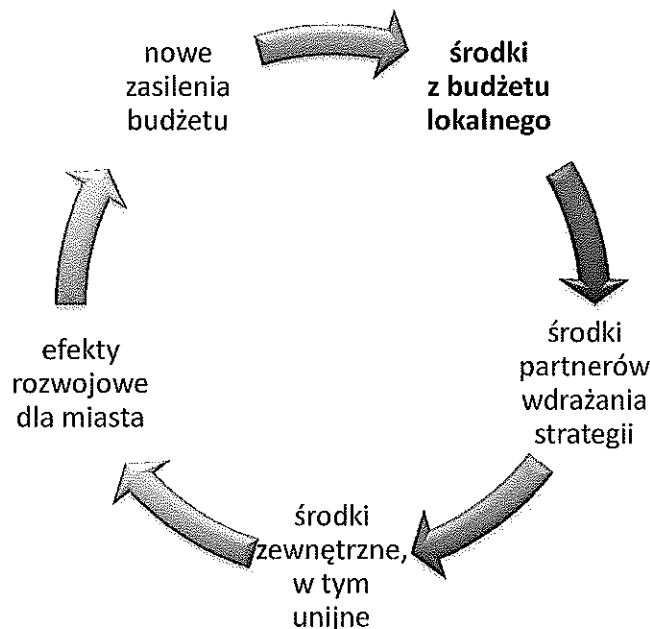 nowe
zasilenia
budżetu
środki
z budżetu
lokalnego
środki
partnerów
wdrażania
strategii
środki
zewnętrzne,
w tym
unijne
efekty
rozwojowe
dla miasta